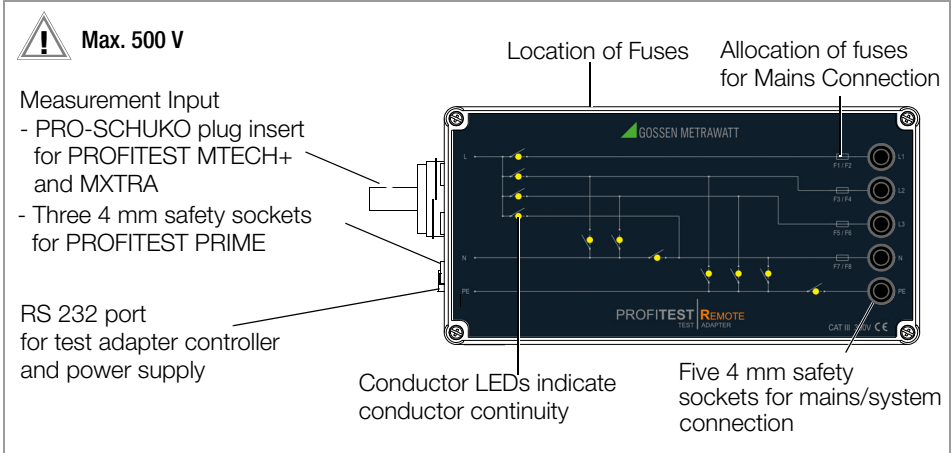 Max. 500 V
Location of Fuses
Allocation of fuses
for Mains Connection
Measurement Input
- PRO-SCHUKO plug insert
for PROFITEST MTECH+
and MXTRA
- Three 4 mm safety sockets
for PROFITEST PRIME
RS 232 port
for test adapter controller
and power supply
GOSSEN METRAWATT
L
F1 / F2
L1
F3 / F4
L2
F5 / F6
L3
N
F7 / F8
N
PE
PE
PROFITEST REMOTE
TEST ADAPTER
CAT III 300V CE
Conductor LEDs indicate
conductor continuity
Five 4 mm safety
sockets for mains/system
connection